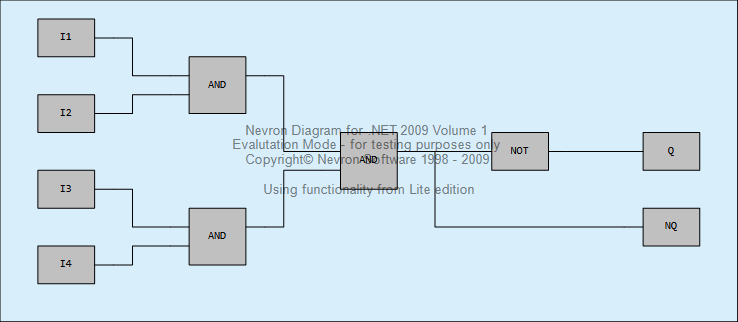 I1
AND
I2
Nevron Diagram for .NET 2009 Volume 1
Evalutation Mode - for testing purposes only
Copyright© Nevron Software 1998 - 2009
AND
NOT
Q
Using functionality from Lite edition
I3
AND
NQ
I4